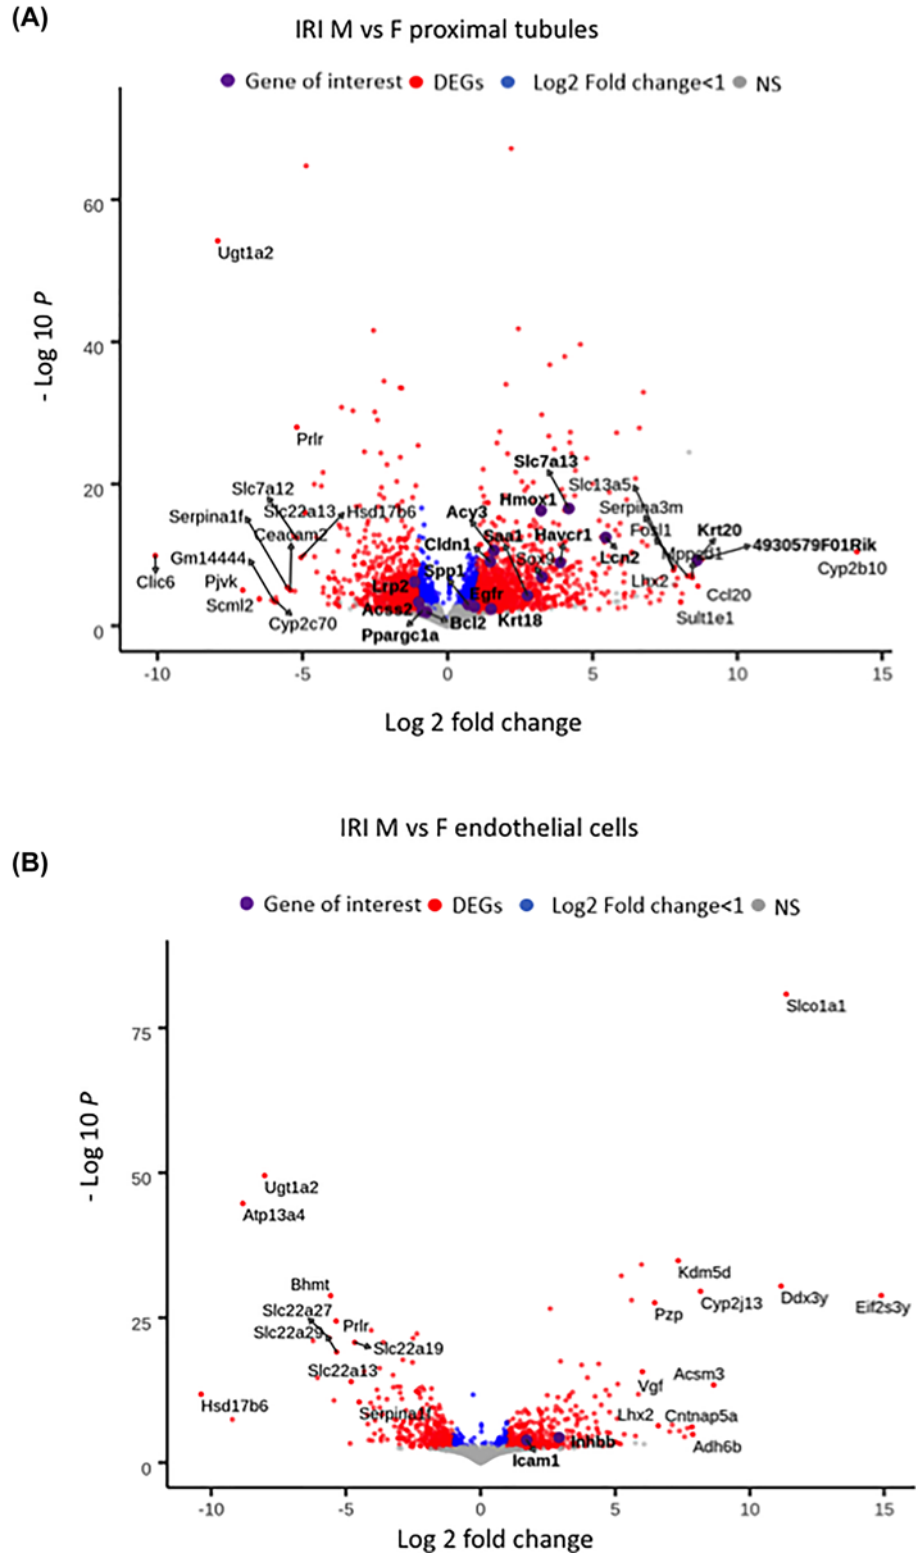 (A)
IRI M vs F proximal tubules
Gene of interest DEGs Log2 Fold change<1 NS
- Log 10 P
60
40
20
0
Ugt1a2
Prlr
Slc7a13
Slc7a12
Slc13a5
Hmox1
Serpina1f
Slc22a13
Hsd17b6
Acy3
Serpina3m
Ceacam2
Cldn1
Saa1
Havcr1
Fosl1
Krt20
Gm14444
Sox9
Lcn2
4930579F01Rik
Clic6
Pjvk
Spp1
Lhx2
Cyp2b10
Scml2
Lrp2
Egfr
Ccl20
Cyp2c70
Acss2
Bcl2
Krt18
Sult1e1
Ppargc1a
-10
-5
0
5
10
15
Log 2 fold change
IRI M vs F endothelial cells
(B)
Gene of interest DEGs Log2 Fold change<1 NS
- Log 10 P
75
50
25
0
Slco1a1
Ugt1a2
Atp13a4
Kdm5d
Bhmt
Ddx3y
Cyp2j13
Eif2s3y
Slc22a27
Pzp
Prlr
Slc22a29
Slc22a19
Slc22a13
Acsm3
Vgf
Hsd17b6
Serpina1f
Lhx2
Cntnap5a
Inhbb
Adh6b
Icam1
-10
-5
0
5
10
15
Log 2 fold change